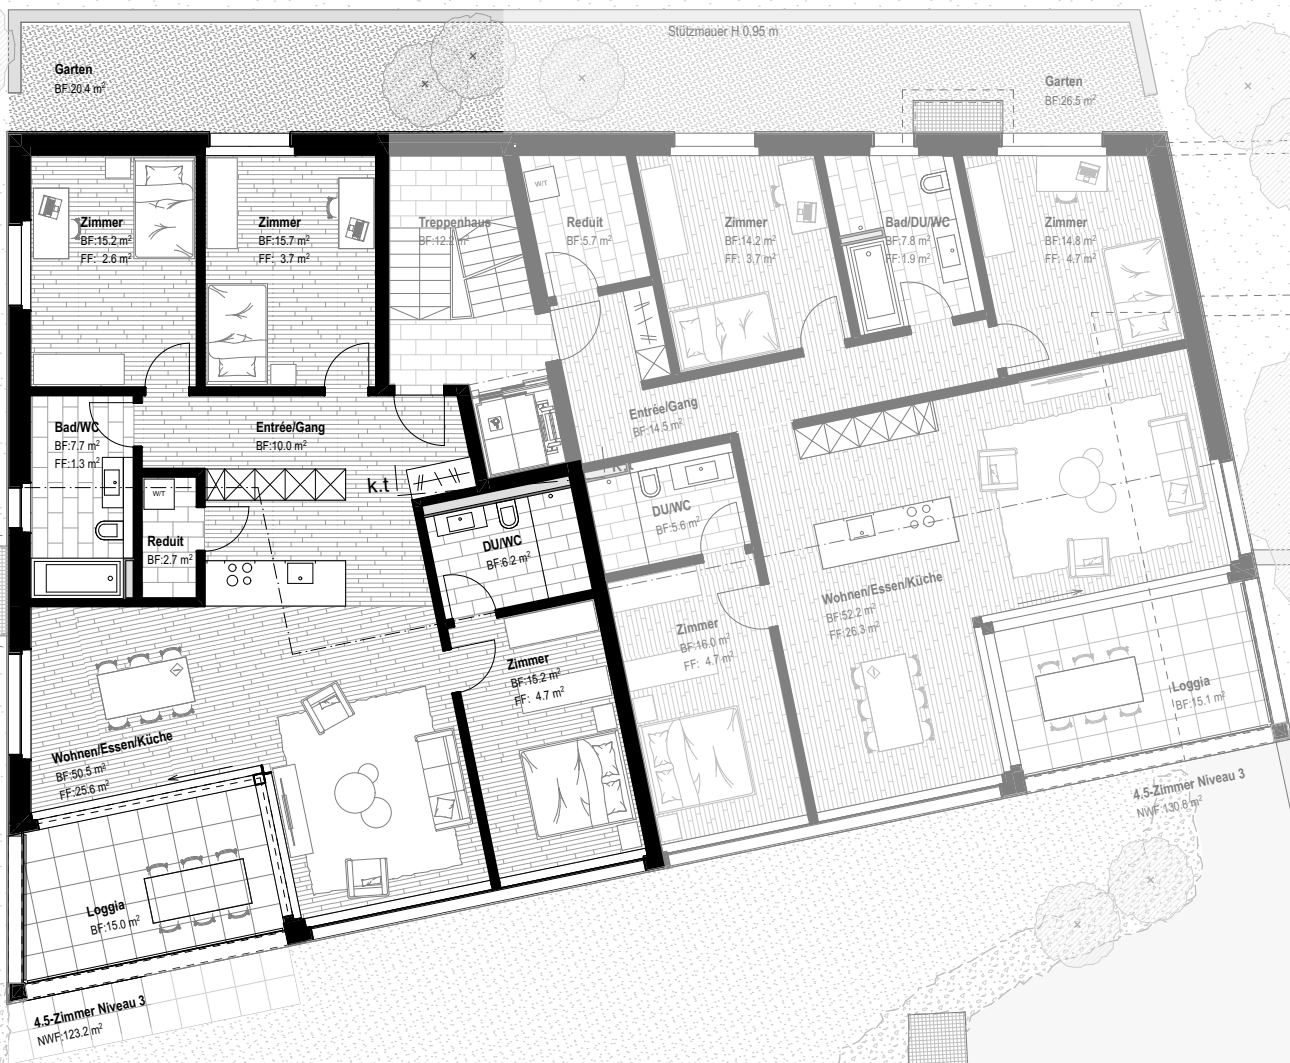 Stützmauer H 0.95 m
Garten
BF:20.4 m²
Garten
BF:26.5 m²
Zimmer
BF:15.2 m²
FF: 2.6 m²
Zimmer
BF:15.7 m²
FF: 3.7 m²
Treppenhaus
BF:12.2 m²
W/T
Reduit
BF:5.7 m²
Zimmer
BF:14.2 m²
FF: 3.7 m²
Bad/DU/WC
BF:7.8 m²
FF:1.9 m²
Zimmer
BF:14.8 m²
FF: 4.7 m²
Bad/WC
BF:7.7 m²
FF:1.3 m²
Entrée/Gang
BF:10.0 m²
Entrée/Gang
BF:14.5 m²
k.t
k.t
W/T
Reduit
BF:2.7 m²
DU/WC
BF:6.2 m²
DU/WC
BF:5.6 m²
Wohnen/Essen/Küche
BF:52.2 m²
FF:26.3 m²
Zimmer
BF:16.0 m²
FF: 4.7 m²
Zimmer
BF:15.2 m²
FF: 4.7 m²
Loggia
BF:15.1 m²
Wohnen/Essen/Küche
BF:50.5 m²
FF:25.6 m²
4.5-Zimmer Niveau 3
NWF:130.8 m²
Loggia
BF:15.0 m²
4.5-Zimmer Niveau 3
NWF:123.2 m²